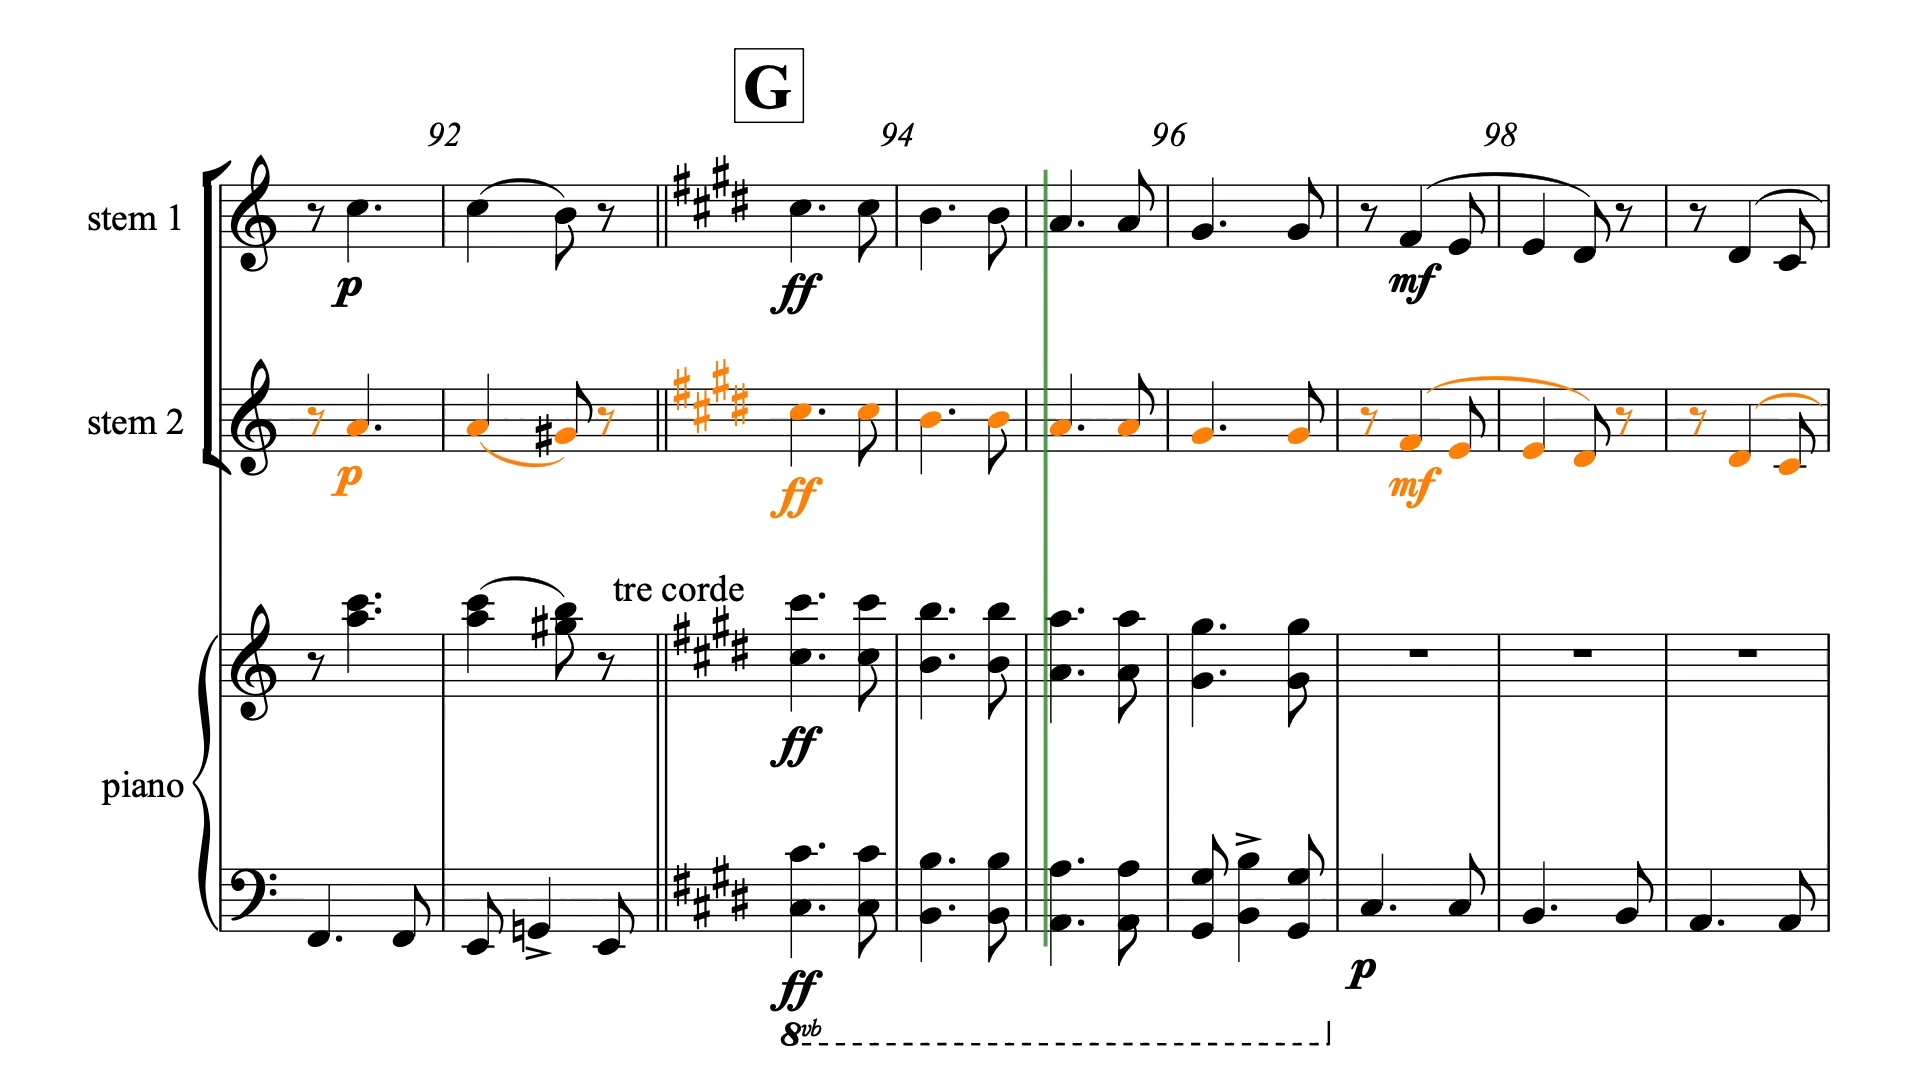 G
92 94 96 98
stem 1
p ff mf
stem 2
p ff mf
tre corde
ff
piano
ff p
8vb